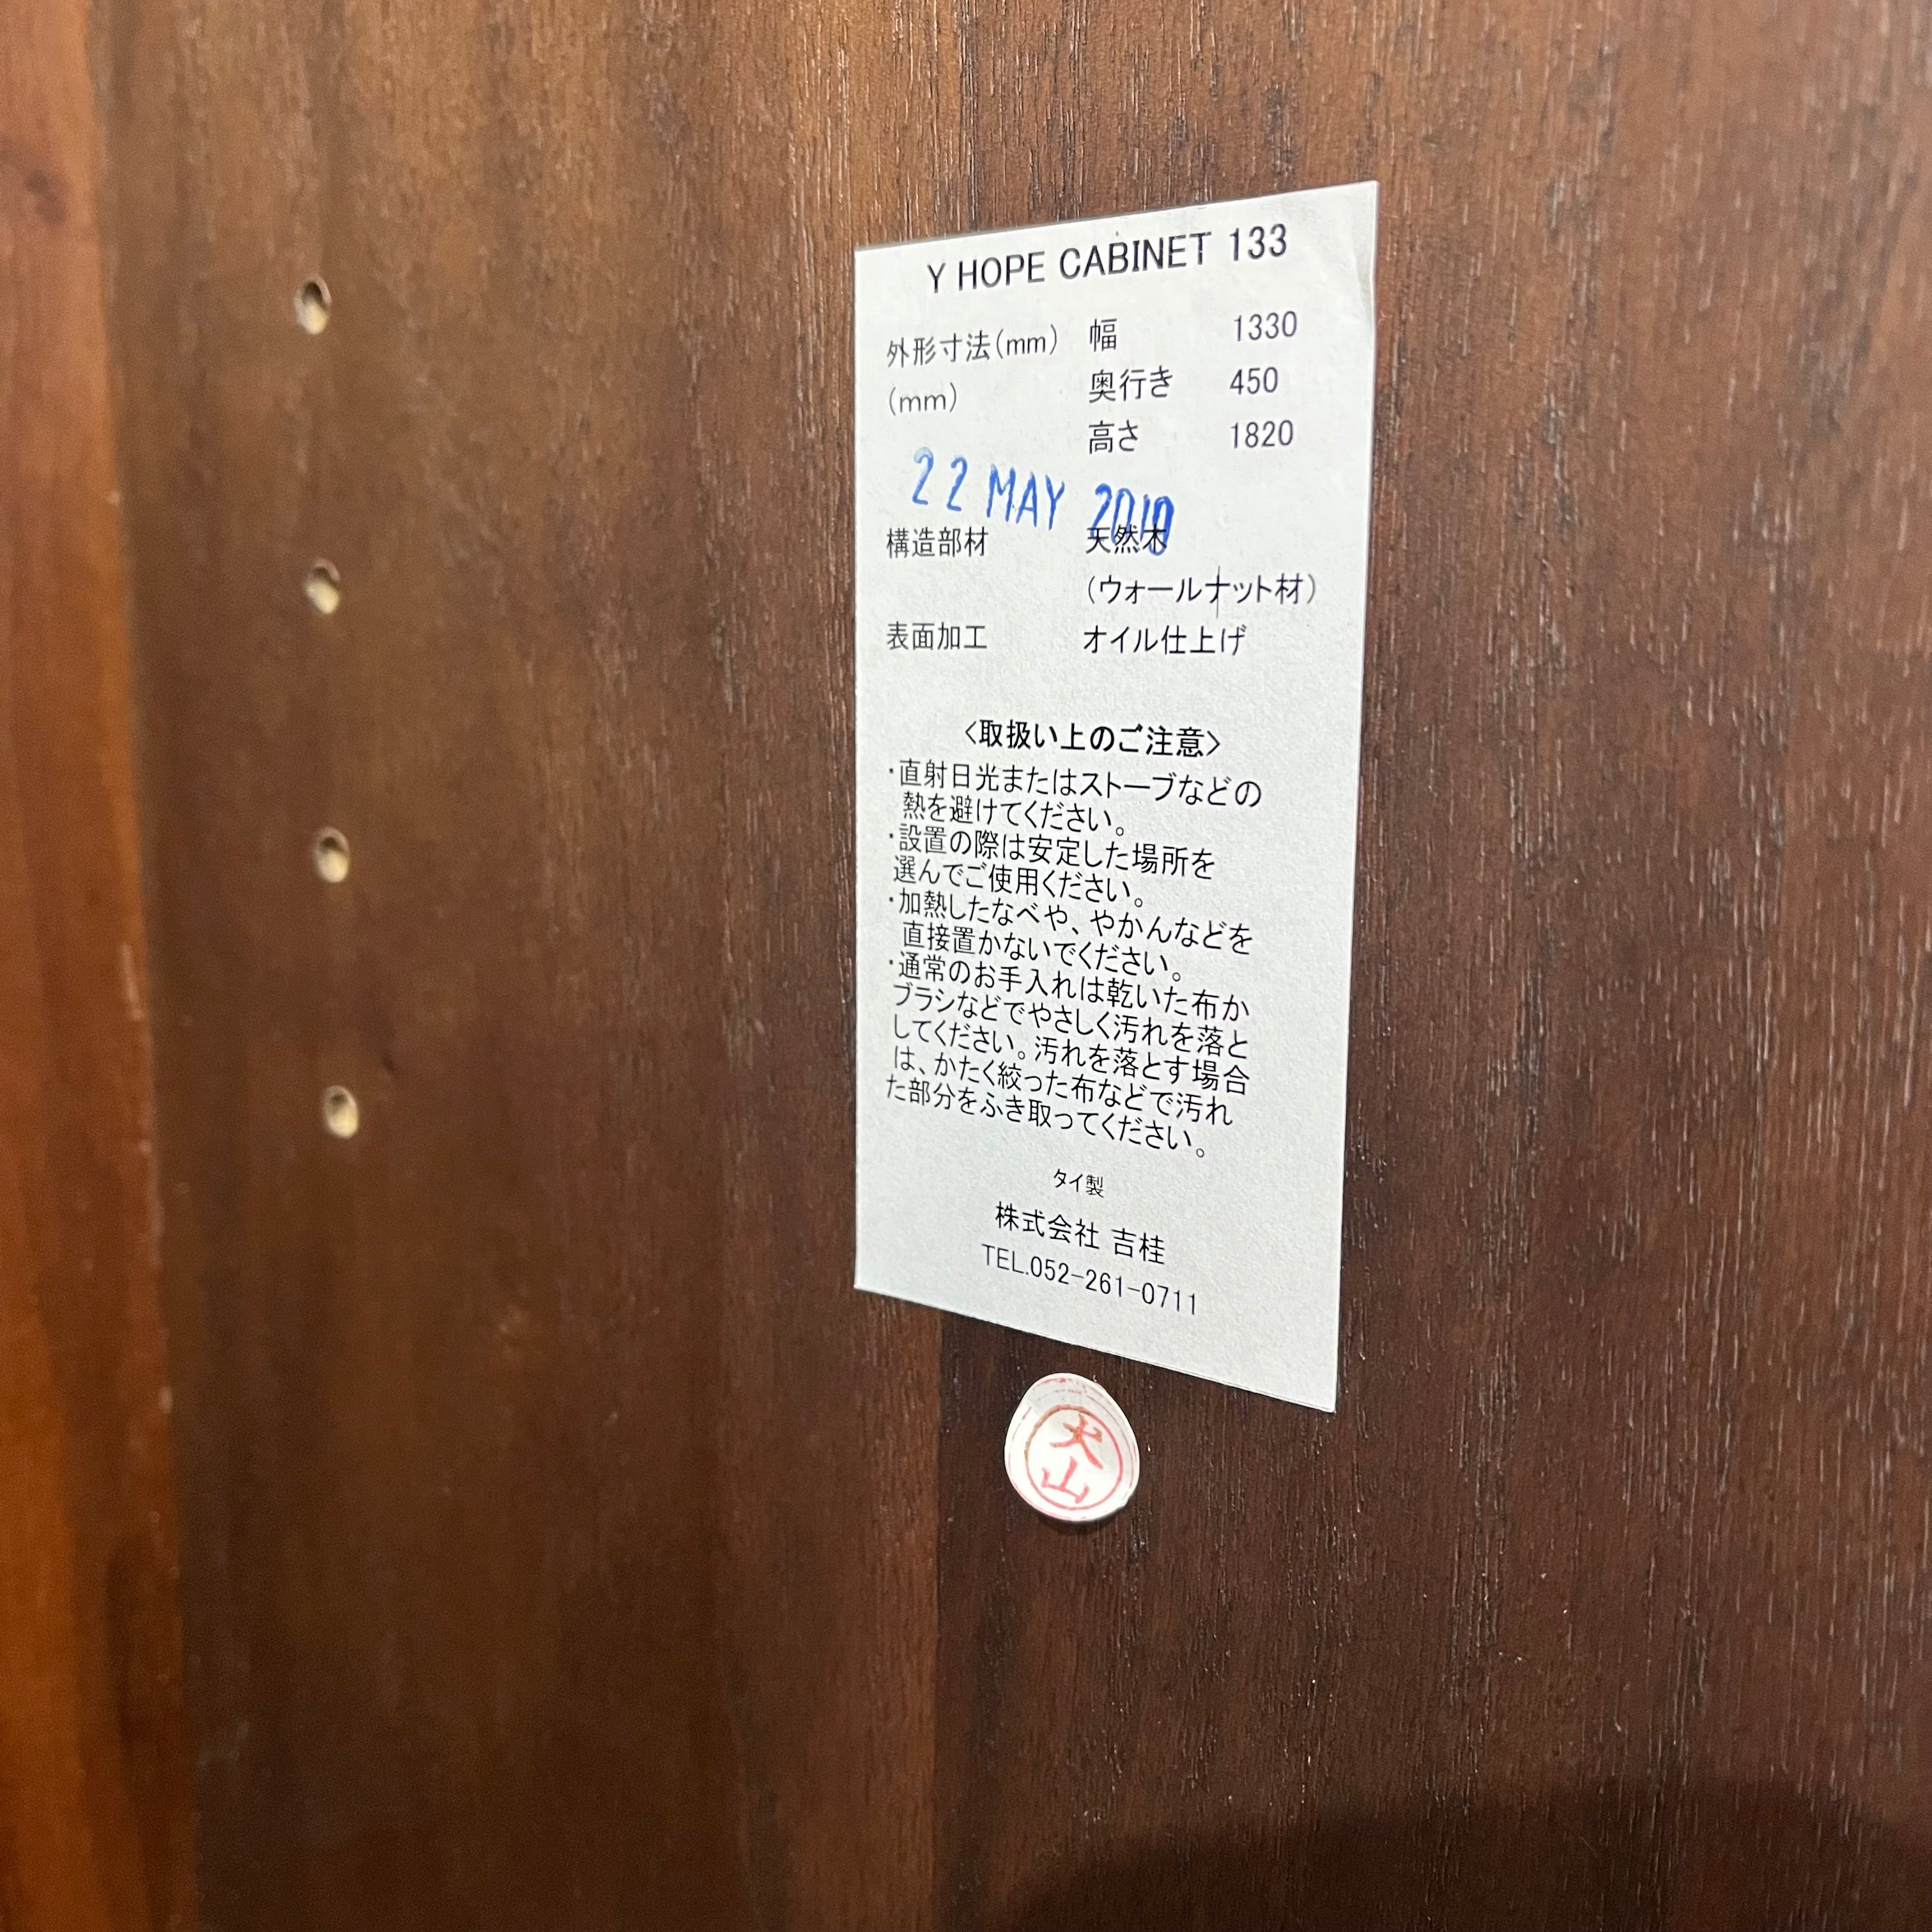 Y HOPE CABINET 133
外形寸法(mm) 幅 1330
(mm) 奥行き 450
高さ 1820
22 MAY 2010
構造部材 天然木
(ウォールナット材)
表面加工 オイル仕上げ
<取扱い上のご注意>
・直射日光またはストーブなどの
熱を避けてください。
・設置の際は安定した場所を
選んでご使用ください。
・加熱したなべや、やかんなどを
直接置かないでください。
・通常のお手入れは乾いた布か
ブラシなどでやさしく汚れを落と
してください。汚れを落とす場合
は、かたく絞った布などで汚れ
た部分をふき取ってください。
タイ製
株式会社 吉桂
TEL.052-261-0711
犬
山